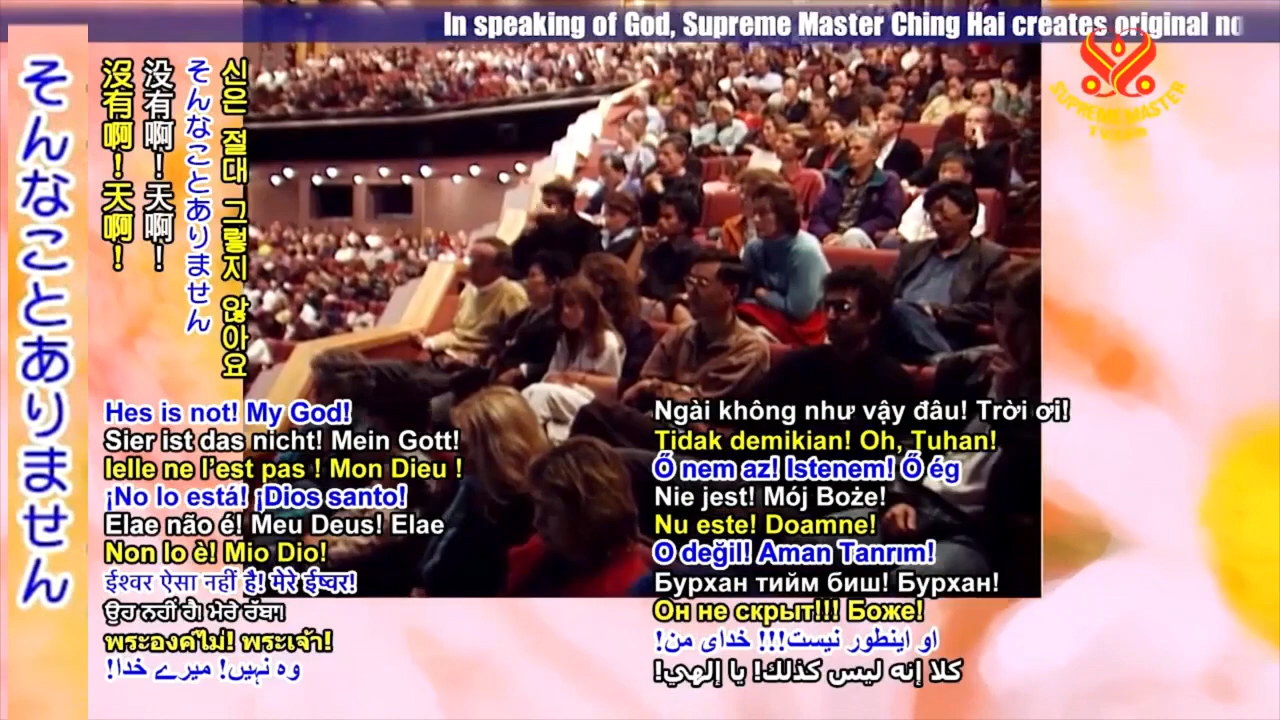 In speaking of God, Supreme Master Ching Hai creates original
SUPREME MASTER
そんなことありません
沒有啊！天啊！
没有啊！天啊！
そんなことありません
신은 절대 그렇지 않아요
Hes is not! My God!
Sier ist das nicht! Mein Gott!
Ielle ne l'est pas ! Mon Dieu !
¡No lo está! ¡Dios santo!
Elae não é! Meu Deus! Elae
Non lo è! Mio Dio!
ईश्वर ऐसा नहीं है! मेरे ईष्वर!
ਉਹ ਨਹੀਂ ਹੈ! ਮੇਰੇ ਰੱਬਾ!
พระองค์ไม่! พระเจ้า!
وہ نہیں! میرے خدا!
Ngài không như vậy đâu! Trời ơi!
Tidak demikian! Oh, Tuhan!
Ő nem az! Istenem! Ő ég
Nie jest! Mój Boże!
Nu este! Doamne!
O değil! Aman Tanrım!
Бурхан тийм биш! Бурхан!
Он не скрыт!!! Боже!
او اینطور نیست!!! خدای من!
كلا إنه ليس كذلك! يا إلهي!